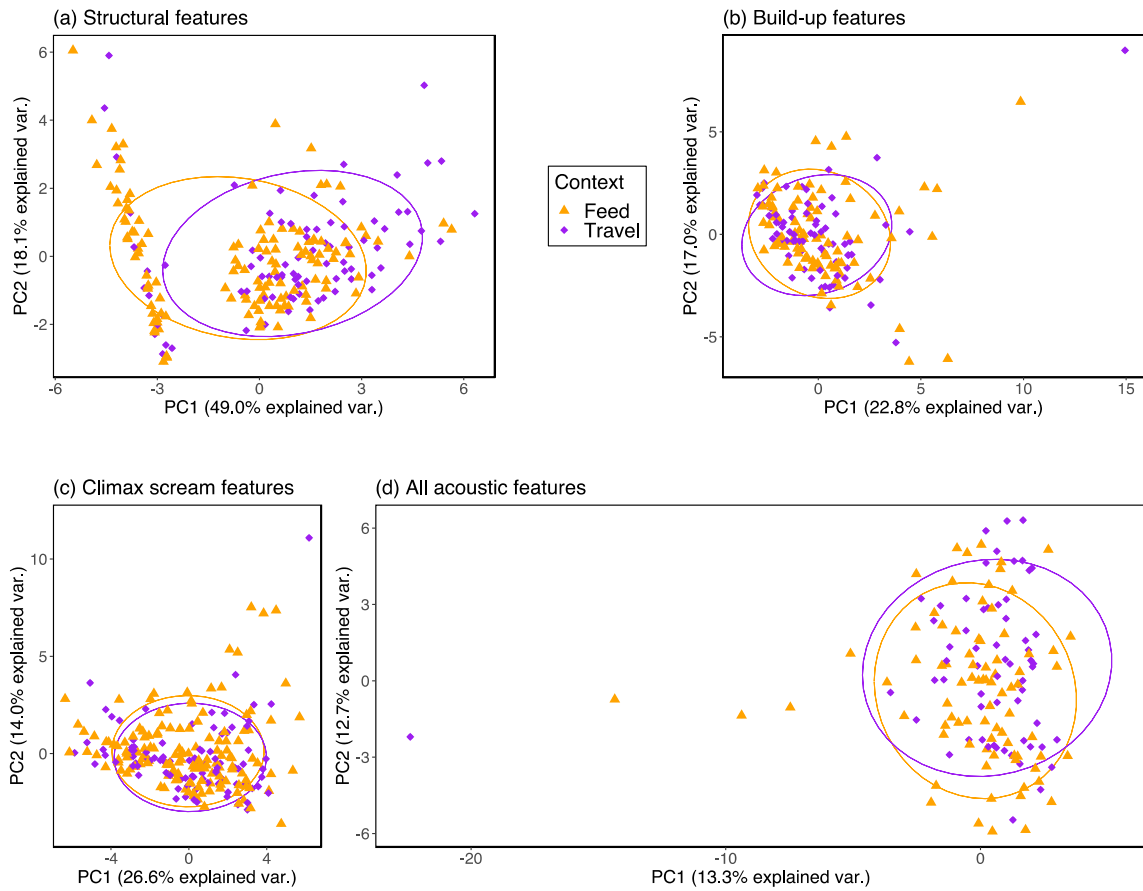 (a) Structural features
PC2 (18.1% explained var.)
6
4
2
0
-2
-6
-3
0
3
6
PC1 (49.0% explained var.)
Context
Feed
Travel
(b) Build-up features
PC2 (17.0% explained var.)
5
0
-5
0
5
10
15
PC1 (22.8% explained var.)
(c) Climax scream features
PC2 (14.0% explained var.)
10
5
0
-4
0
4
PC1 (26.6% explained var.)
(d) All acoustic features
PC2 (12.7% explained var.)
6
3
0
-3
-6
-20
-10
0
PC1 (13.3% explained var.)